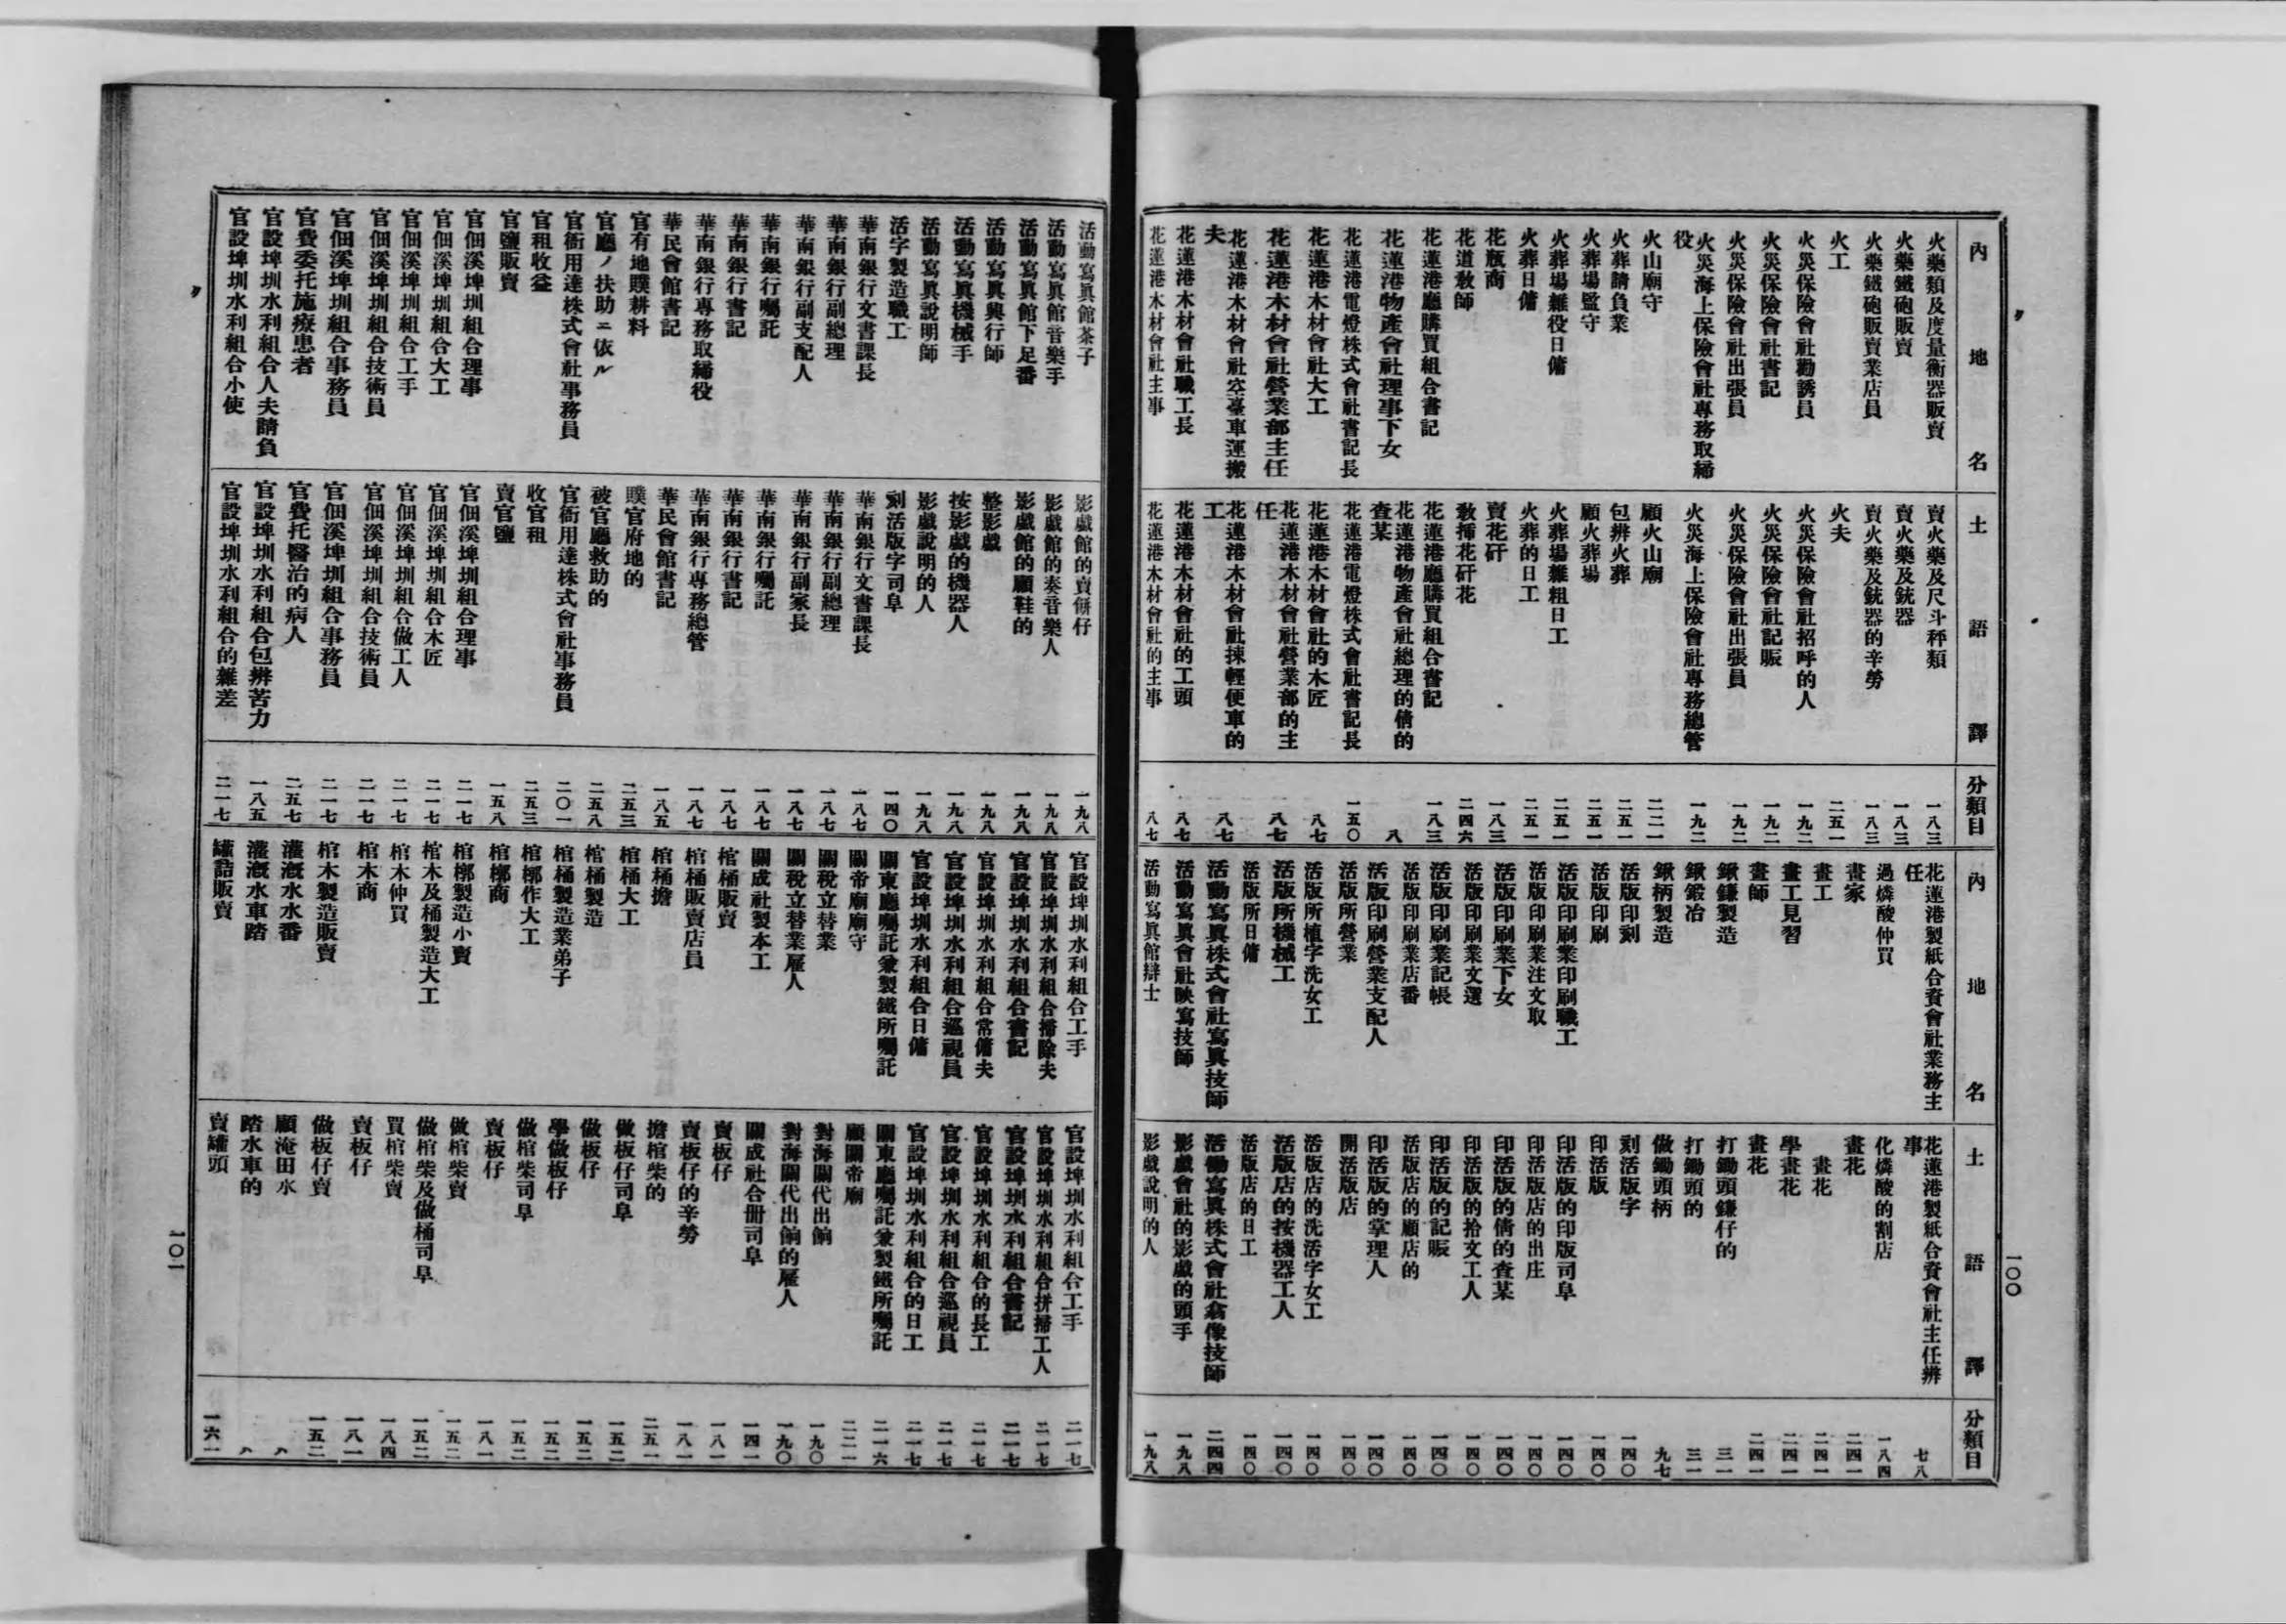 一〇〇
內地名
火藥類及度量衡器販賣
火藥鐵砲販賣
火藥鐵砲販賣業店員
火工
火災保險會社勸誘員
火災保險會社書記
火災保險會社出張員
火災海上保險會社專務取締
役
火山廟守
火葬請負業
火葬場監守
火葬場雜役日傭
火葬日傭
花瓶商
花道敎師
花蓮港廳購買組合書記
花蓮港物產會社理事下女
花蓮港電燈株式會社書記長
花蓮港木材會社大工
花蓮港木材會社營業部主任
花蓮港木材會社空臺車運搬
夫
花蓮港木材會社職工長
花蓮港木材會社主事
土語譯
賣火藥及尺斗秤類
賣火藥及銃器
賣火藥及銃器的辛勞
火夫
火災保險會社招呼的人
火災保險會社記賬
火災保險會社出張員
火災海上保險會社專務總管
顧火山廟
包辨火葬
顧火葬場
火葬場雜粗日工
火葬的日工
賣花矸
敎揷花矸花
花蓮港廳購買組合書記
花蓮港物產會社總理的倩的
查某
花蓮港電燈株式會社書記長
花蓮港木材會社的木匠
花蓮港木材會社營業部的主
任
花蓮港木材會社捒輕便車的
工
花蓮港木材會社的工頭
花蓮港木材會社的主事
分類目
一八三
一八三
一八三
二五一
一九二
一九二
一九二
一九二
二二一
二五一
二五一
二五一
二五一
一八三
二四六
一八三
八
一五〇
八七
八七
八七
八七
八七
內地名
花蓮港製紙合資會社業務主
任
過燐酸仲買
畫家
畫工
畫工見習
畫師
鍬鎌製造
鍬鍛冶
鍬柄製造
活版印刻
活版印刷
活版印刷業印刷職工
活版印刷業注文取
活版印刷業下女
活版印刷業文選
活版印刷業記帳
活版印刷業店番
活版印刷營業支配人
活版所營業
活版所植字洗女工
活版所機械工
活版所日傭
活動寫眞株式會社寫眞技師
活動寫眞會社映寫技師
活動寫眞館辯士
土語譯
花蓮港製紙合資會社主任辨
事
化燐酸的割店
畫花
畫花
學畫花
畫花
打鋤頭鎌仔的
打鋤頭的
做鋤頭柄
刻活版字
印活版
印活版的印版司阜
印活版店的出庄
印活版的倩的查某
印活版的拾文工人
印活版的記賬
活版店的顧店的
印活版的掌理人
開活版店
活版店的洗活字女工
活版店的按機器工人
活版店的日工
活動寫眞株式會社翕像技師
影戲會社的影戲的頭手
影戲說明的人
分類目
七八
一八四
二四一
二四一
二四一
二四一
三一
三一
九七
一四〇
一四〇
一四〇
一四〇
一四〇
一四〇
一四〇
一四〇
一四〇
一四〇
一四〇
一四〇
一四〇
二四四
一九八
一九八
活動寫眞館茶子
活動寫眞館音樂手
活動寫眞館下足番
活動寫眞興行師
活動寫眞機械手
活動寫眞說明師
活字製造職工
華南銀行文書課長
華南銀行副總理
華南銀行副支配人
華南銀行囑託
華南銀行書記
華南銀行專務取締役
華民會館書記
官有地贌耕料
官廳ノ扶助ニ依ル
官衙用達株式會社事務員
官租收益
官鹽販賣
官佃溪埤圳組合理事
官佃溪埤圳組合大工
官佃溪埤圳組合工手
官佃溪埤圳組合技術員
官佃溪埤圳組合事務員
官費委托施療患者
官設埤圳水利組合人夫請負
官設埤圳水利組合小使
影戲館的賣餅仔
影戲館的奏音樂人
影戲館的顧鞋的
整影戲
按影戲的機器人
影戲說明的人
刻活版字司阜
華南銀行文書課長
華南銀行副總理
華南銀行副家長
華南銀行囑託
華南銀行書記
華南銀行專務總管
華民會館書記
贌官府地的
被官廳救助的
官衙用達株式會社事務員
收官租
賣官鹽
官佃溪埤圳組合理事
官佃溪埤圳組合木匠
官佃溪埤圳組合做工人
官佃溪埤圳組合技術員
官佃溪埤圳組合事務員
官費托醫治的病人
官設埤圳水利組合包辨苦力
官設埤圳水利組合的雜差
一九八
一九八
一九八
一九八
一九八
一九八
一四〇
一八七
一八七
一八七
一八七
一八七
一八七
一八五
二五三
二五八
二〇一
二五三
一五八
二一七
二一七
二一七
二一七
二一七
二五七
一八五
二一七
官設埤圳水利組合工手
官設埤圳水利組合掃除夫
官設埤圳水利組合書記
官設埤圳水利組合常傭夫
官設埤圳水利組合巡視員
官設埤圳水利組合日傭
關東廳囑託兼製鐵所囑託
關帝廟廟守
關稅立替業
關稅立替業雇人
關成社製本工
棺桶販賣
棺桶販賣店員
棺桶擔
棺桶大工
棺桶製造
棺桶製造業弟子
棺槨作大工
棺槨商
棺槨製造小賣
棺木及桶製造大工
棺木仲買
棺木商
棺木製造販賣
灌漑水水番
灌漑水車踏
罐詰販賣
官設埤圳水利組合工手
官設埤圳水利組合拼掃工人
官設埤圳水利組合書記
官設埤圳水利組合的長工
官設埤圳水利組合巡視員
官設埤圳水利組合的日工
關東廳囑託兼製鐵所囑託
顧關帝廟
對海關代出餉
對海關代出餉的雇人
關成社合册司阜
賣板仔
賣板仔的辛勞
擔棺柴的
做板仔司阜
做板仔
學做板仔
做棺柴司阜
賣板仔
做棺柴賣
做棺柴及做桶司阜
買棺柴賣
賣板仔
做板仔賣
顧淹田水
踏水車的
賣罐頭
二一七
二一七
二一七
二一七
二一七
二一七
二一六
二二一
一九〇
一九〇
一四一
一八一
一八一
二五一
一五二
一五二
一五二
一五二
一八一
一五二
一五二
一八四
一八一
一五二
八
八
一六一
一〇一